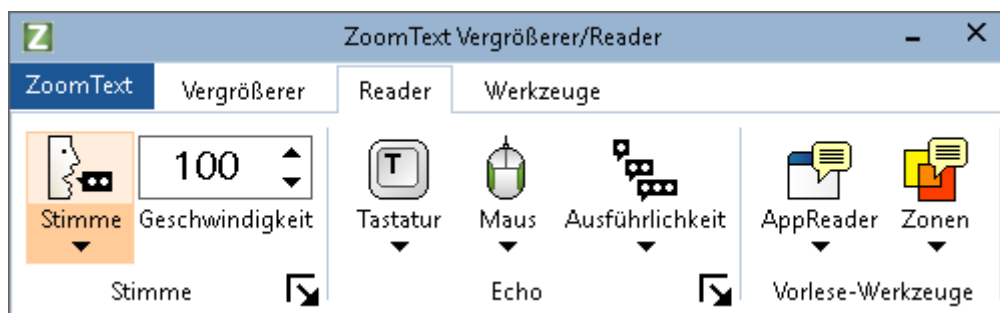 Z ZoomText Vergrößerer/Reader
ZoomText Vergrößerer Reader Werkzeuge
100 T
Stimme Geschwindigkeit Tastatur Maus Ausführlichkeit AppReader Zonen
Stimme Echo Vorlese-Werkzeuge